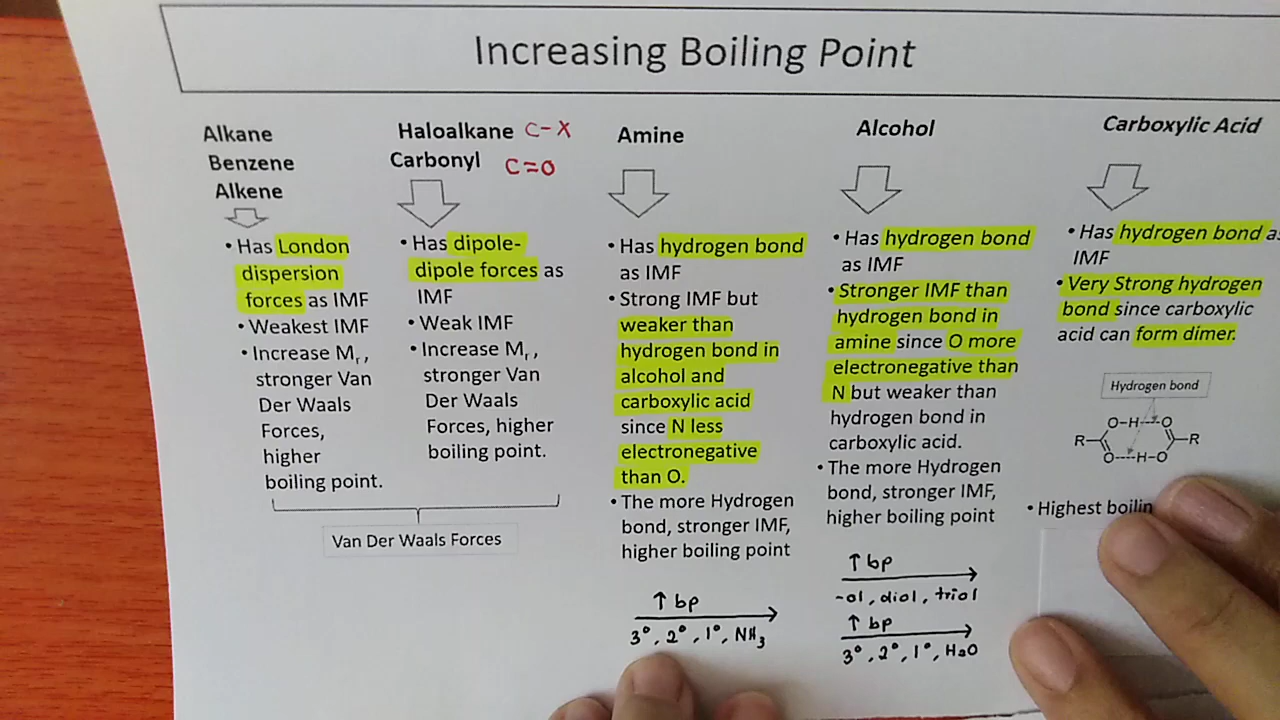 Increasing Boiling Point
Alkane
Benzene
Alkene
• Has London
dispersion
forces as IMF
• Weakest IMF
• Increase Mr,
stronger Van
Der Waals
Forces,
higher
boiling point.
Haloalkane C-X
Carbonyl C=O
• Has dipole-
dipole forces as
IMF
• Weak IMF
• Increase Mr,
stronger Van
Der Waals
Forces, higher
boiling point.
Van Der Waals Forces
Amine
• Has hydrogen bond
as IMF
• Strong IMF but
weaker than
hydrogen bond in
alcohol and
carboxylic acid
since N less
electronegative
than O.
• The more Hydrogen
bond, stronger IMF,
higher boiling point
↑ bp
3°, 2°, 1°, NH3
Alcohol
• Has hydrogen bond
as IMF
• Stronger IMF than
hydrogen bond in
amine since O more
electronegative than
N but weaker than
hydrogen bond in
carboxylic acid.
• The more Hydrogen
bond, stronger IMF,
higher boiling point
↑ bp
-ol, diol, triol
↑ bp
3°, 2°, 1°, H2O
Carboxylic Acid
• Has hydrogen bond as
IMF
• Very Strong hydrogen
bond since carboxylic
acid can form dimer.
Hydrogen bond
O-H---O
R R
O---H-O
• Highest boilin